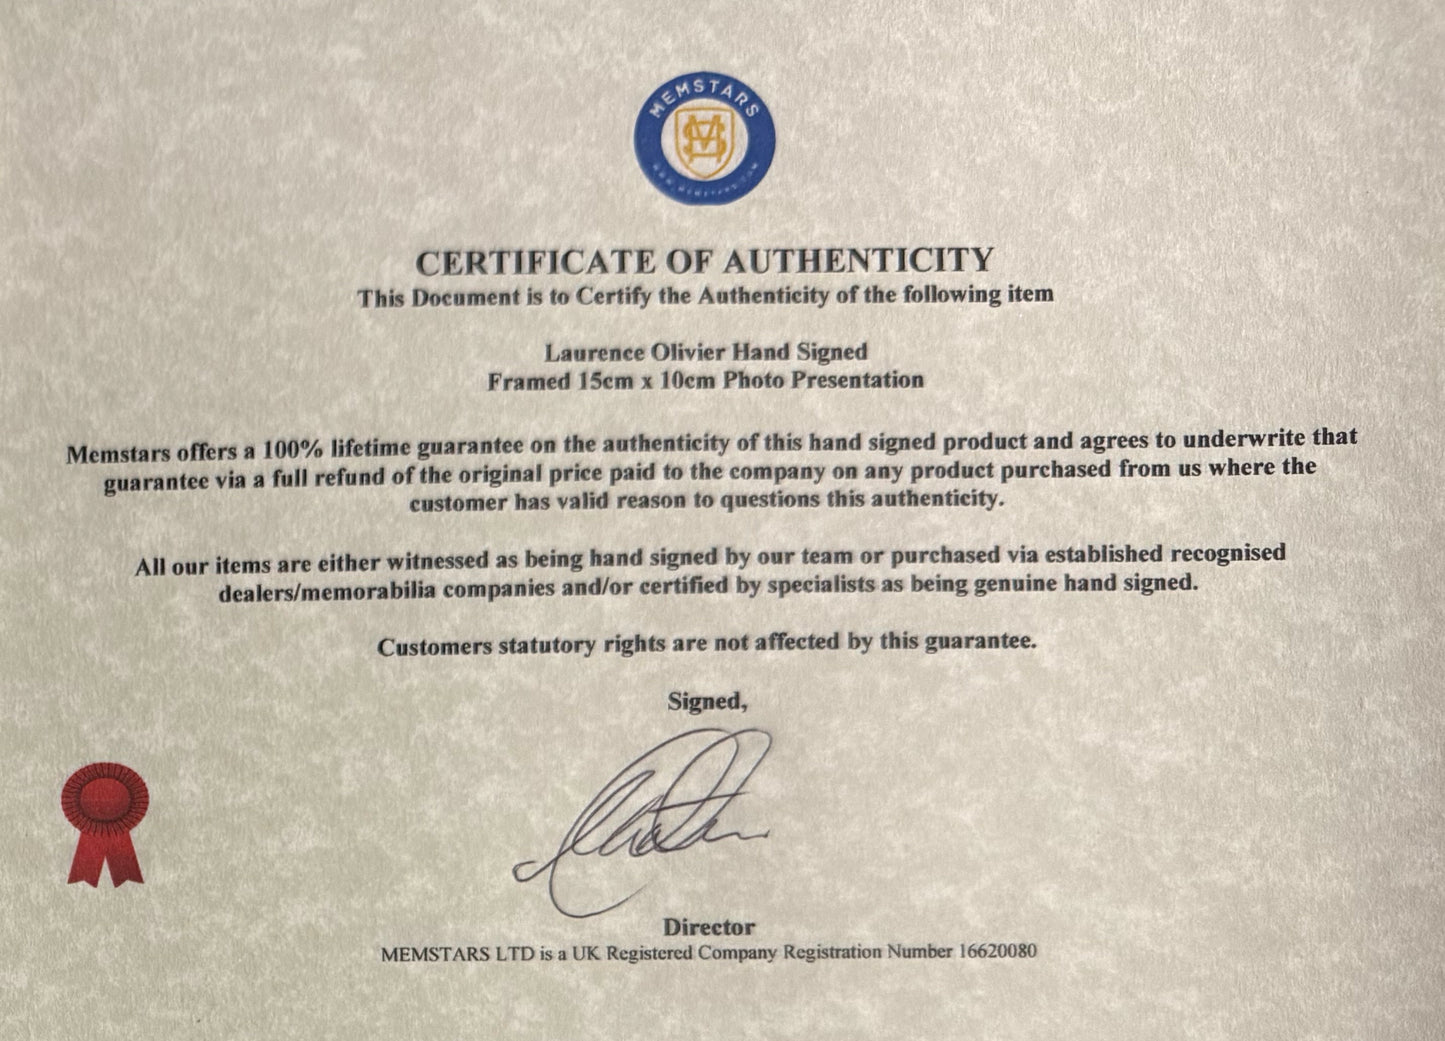 MEMSTARS
CERTIFICATE OF AUTHENTICITY
This Document is to Certify the Authenticity of the following item
Laurence Olivier Hand Signed
Framed 15cm x 10cm Photo Presentation
Memstars offers a 100% lifetime guarantee on the authenticity of this hand signed product and agrees to underwrite that
guarantee via a full refund of the original price paid to the company on any product purchased from us where the
customer has valid reason to questions this authenticity.
All our items are either witnessed as being hand signed by our team or purchased via established recognised
dealers/memorabilia companies and/or certified by specialists as being genuine hand signed.
Customers statutory rights are not affected by this guarantee.
Signed,
Director
MEMSTARS LTD is a UK Registered Company Registration Number 16620080